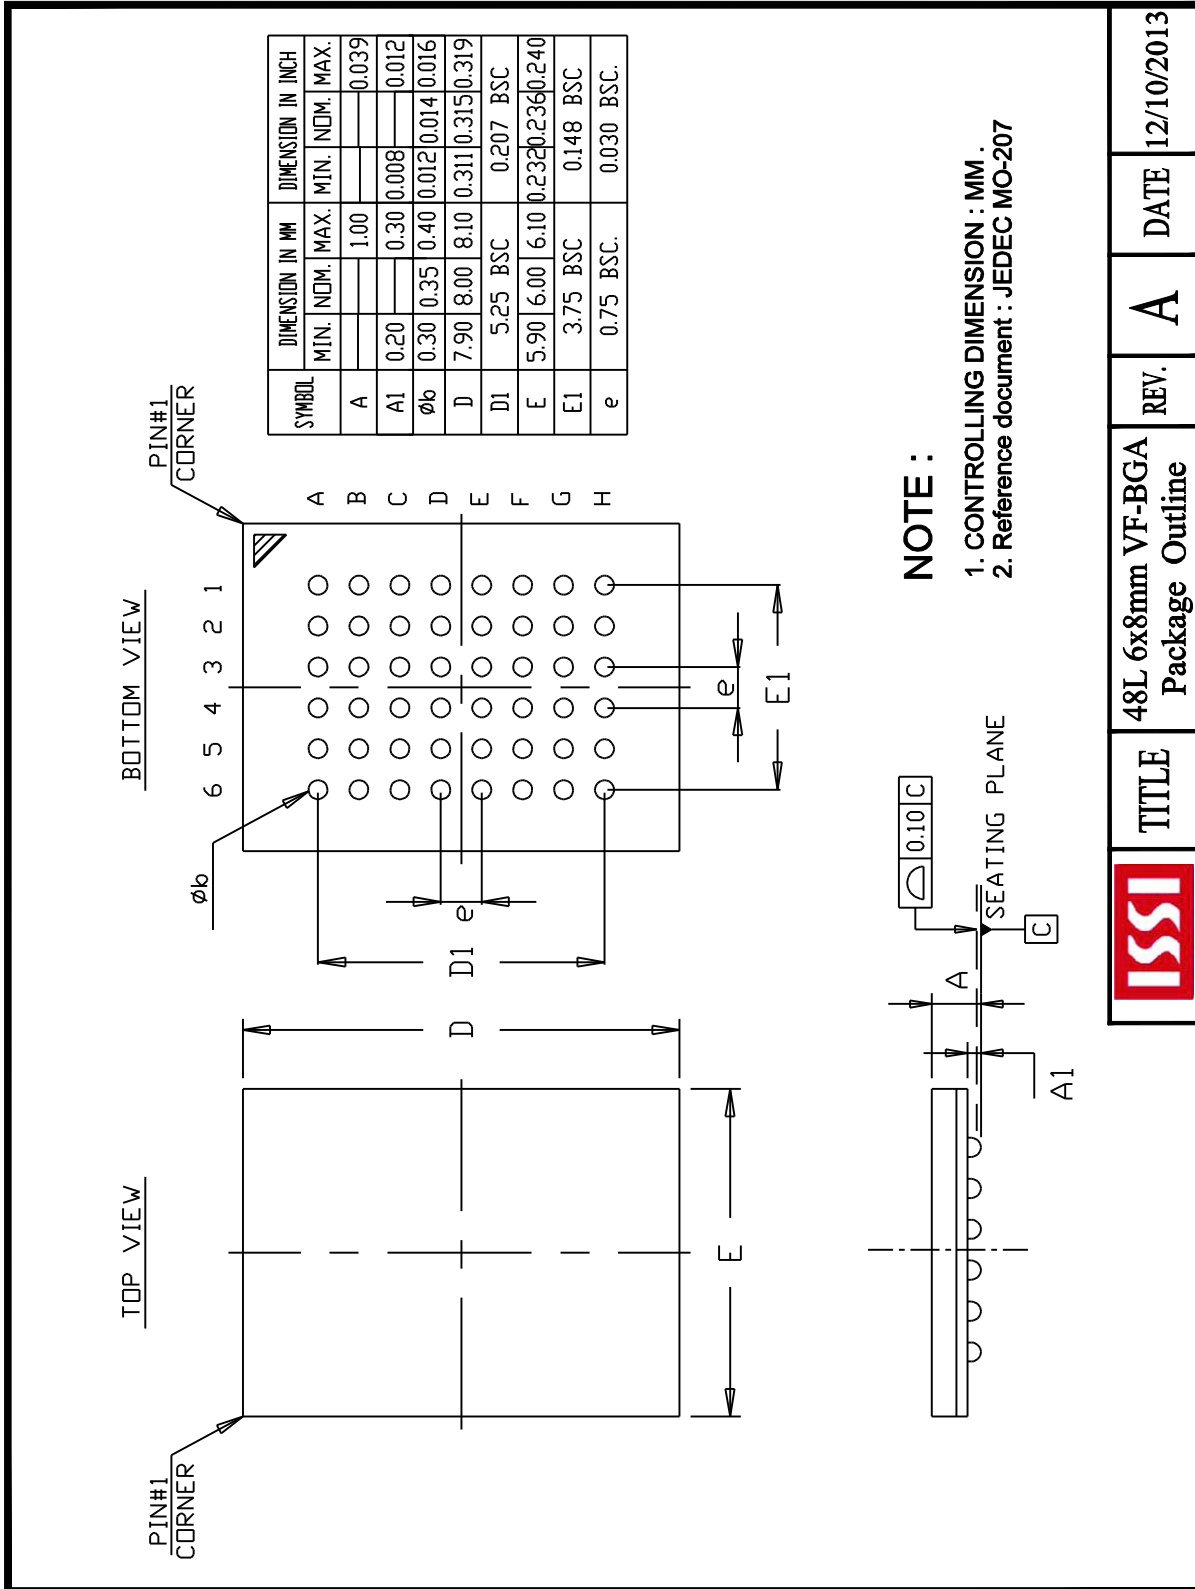 TOP VIEW
PIN#1
CORNER
D
E
BOTTOM VIEW
PIN#1
CORNER
6 5 4 3 2 1
A
B
C
D
E
F
G
H
øb
e
D1
e
E1
SYMBOL DIMENSION IN MM DIMENSION IN INCH
MIN. NOM. MAX. MIN. NOM. MAX.
A 1.00 0.039
A1 0.20 0.30 0.008 0.012
øb 0.30 0.35 0.40 0.012 0.014 0.016
D 7.90 8.00 8.10 0.311 0.315 0.319
D1 5.25 BSC 0.207 BSC
E 5.90 6.00 6.10 0.232 0.236 0.240
E1 3.75 BSC 0.148 BSC
e 0.75 BSC. 0.030 BSC.
A
A1
0.10 C
SEATING PLANE
C
NOTE :
1. CONTROLLING DIMENSION : MM .
2. Reference document : JEDEC MO-207
ISSI
TITLE
48L 6x8mm VF-BGA
Package Outline
REV.
A
DATE
12/10/2013